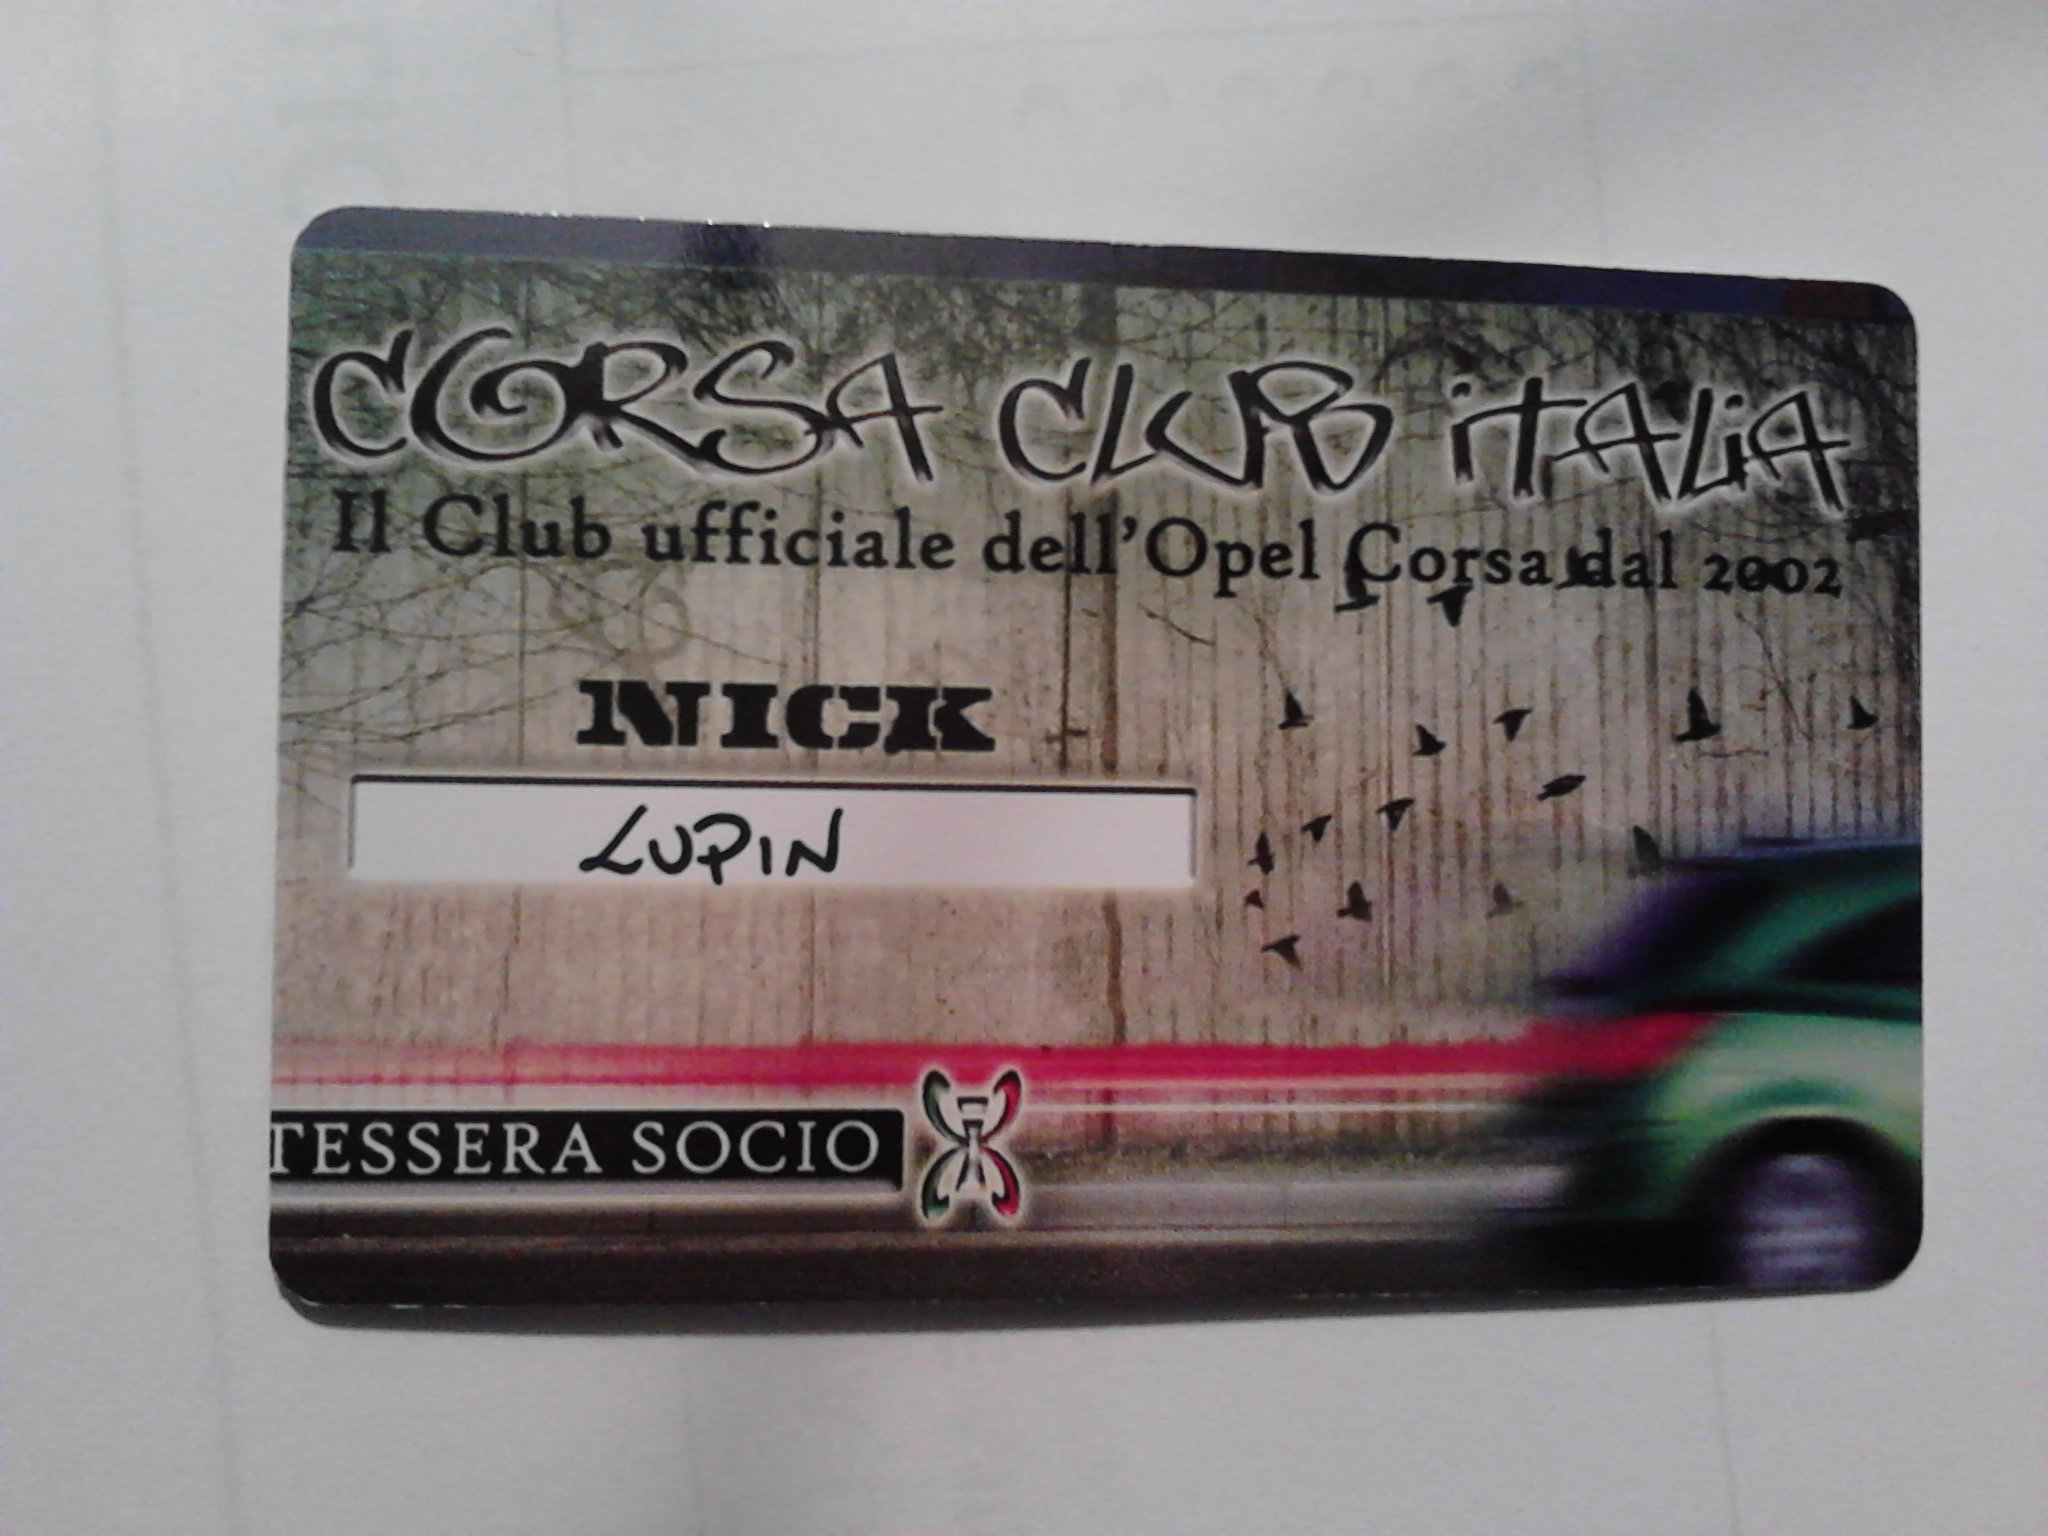 CORSA CLUB iTALiA
Il Club ufficiale dell'Opel Corsa dal 2002
NICK
LUPIN
TESSERA SOCIO